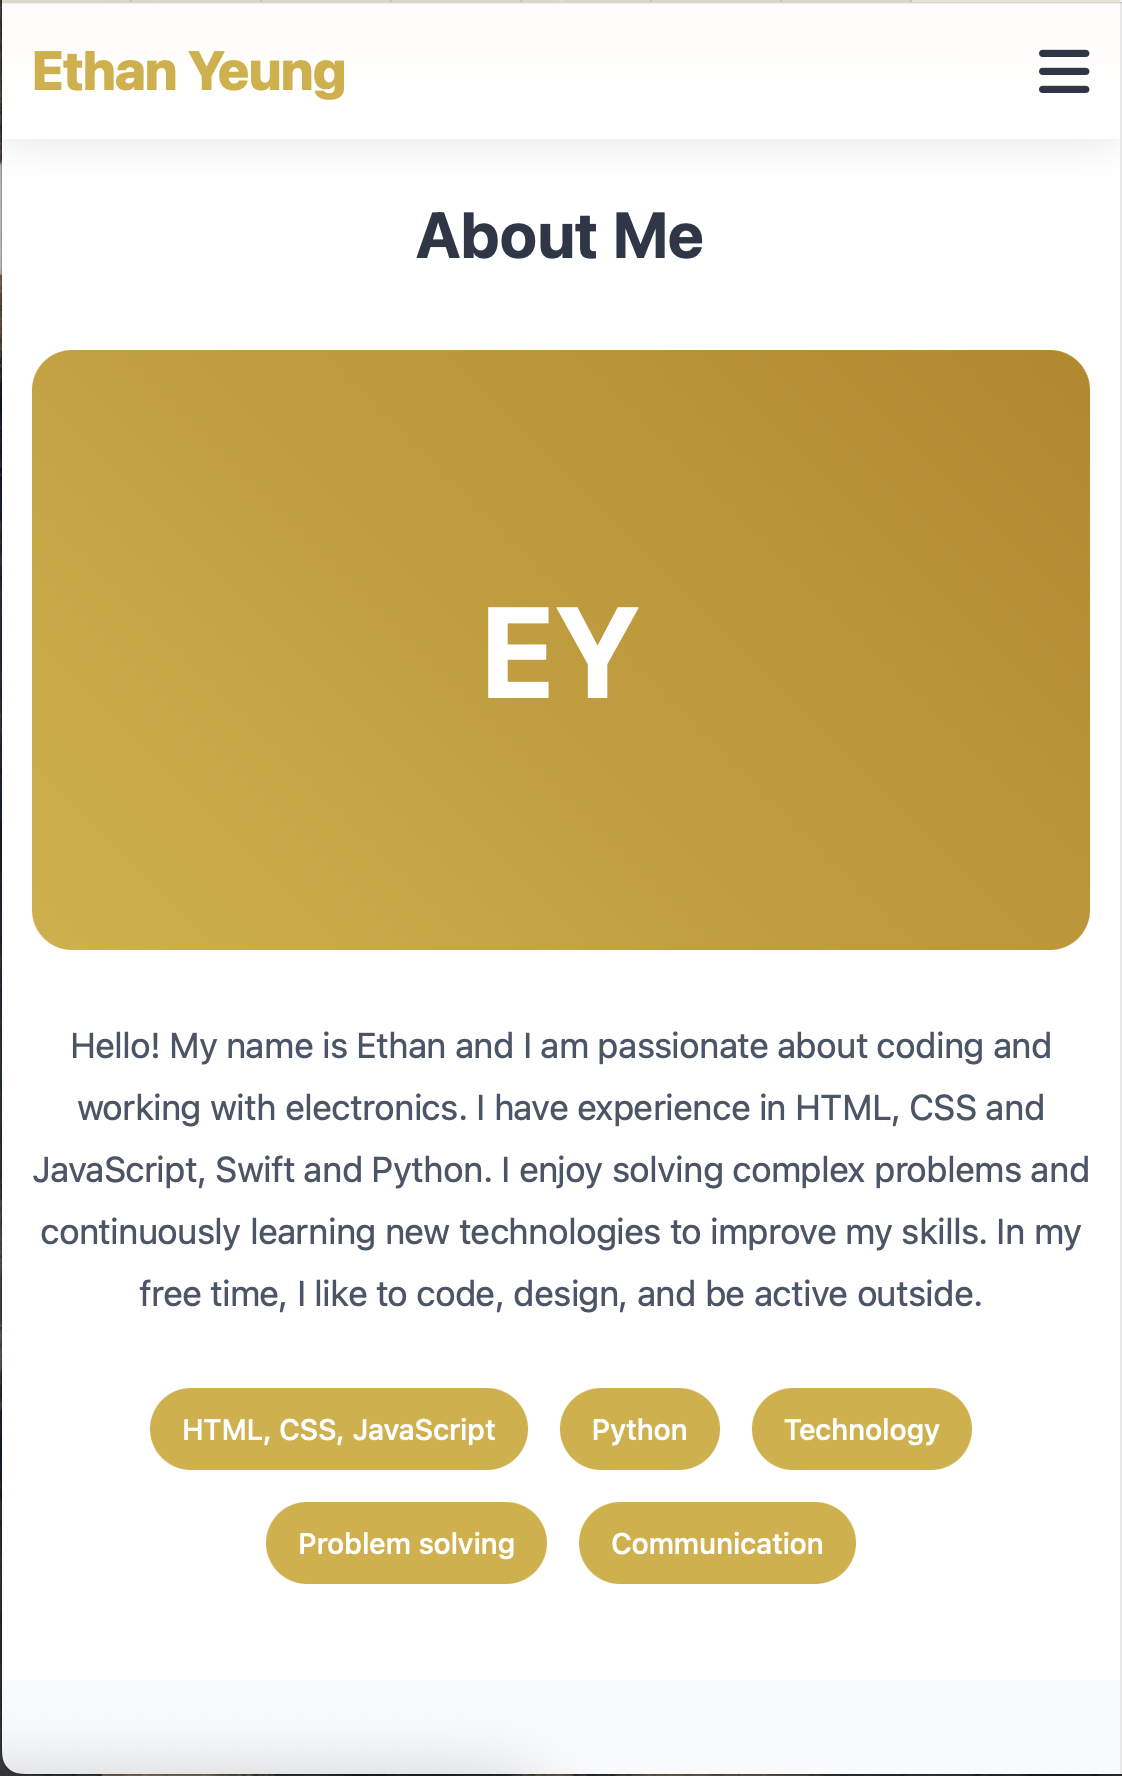 Ethan Yeung
About Me
EY
Hello! My name is Ethan and I am passionate about coding and
working with electronics. I have experience in HTML, CSS and
JavaScript, Swift and Python. I enjoy solving complex problems and
continuously learning new technologies to improve my skills. In my
free time, I like to code, design, and be active outside.
HTML, CSS, JavaScript
Python
Technology
Problem solving
Communication